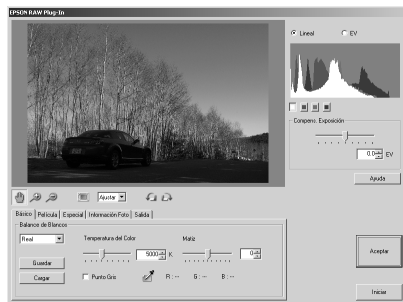 EPSON RAW Plug-In
Lineal EV
Compens. Exposición
0.0 EV
Ayuda
Ajustar
Básico Película Especial Información Foto Salida
Balance de Blancos
Real Temperatura del Color Matiz
5000 K 0
Guardar
Cargar Punto Gris R : -- G : -- B : --
Aceptar
Iniciar